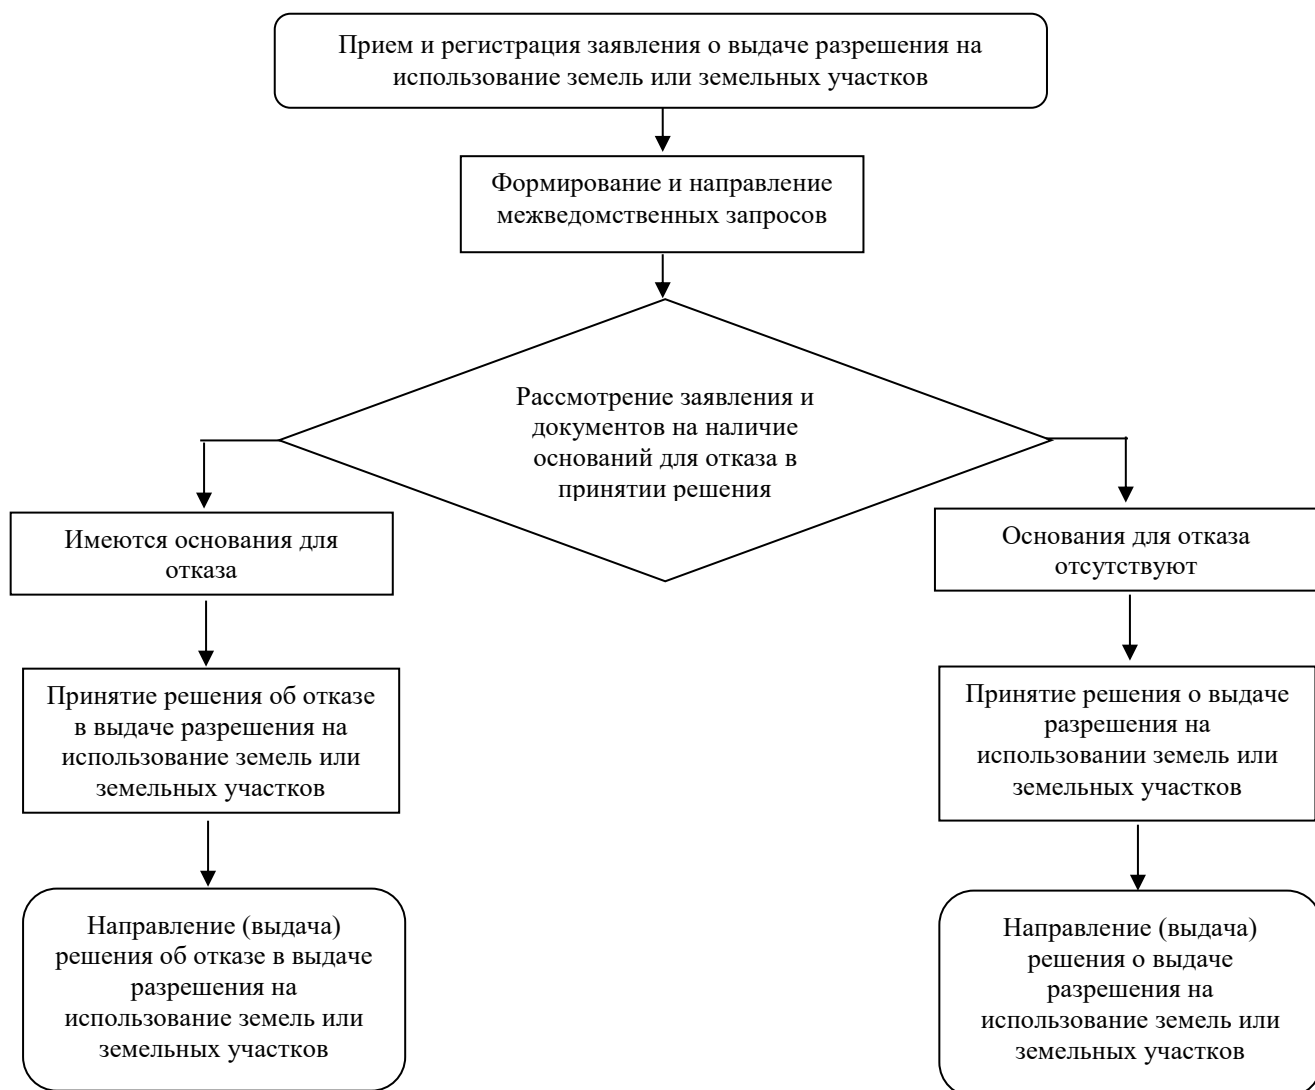 Прием и регистрация заявления о выдаче разрешения на
использование земель или земельных участков
Формирование и направление
межведомственных запросов
Рассмотрение заявления и
документов на наличие
оснований для отказа в
принятии решения
Имеются основания для
отказа
Основания для отказа
отсутствуют
Принятие решения об отказе
в выдаче разрешения на
использование земель или
земельных участков
Принятие решения о выдаче
разрешения на
использовании земель или
земельных участков
Направление (выдача)
решения об отказе в выдаче
разрешения на
использование земель или
земельных участков
Направление (выдача)
решения о выдаче
разрешения на
использование земель или
земельных участков